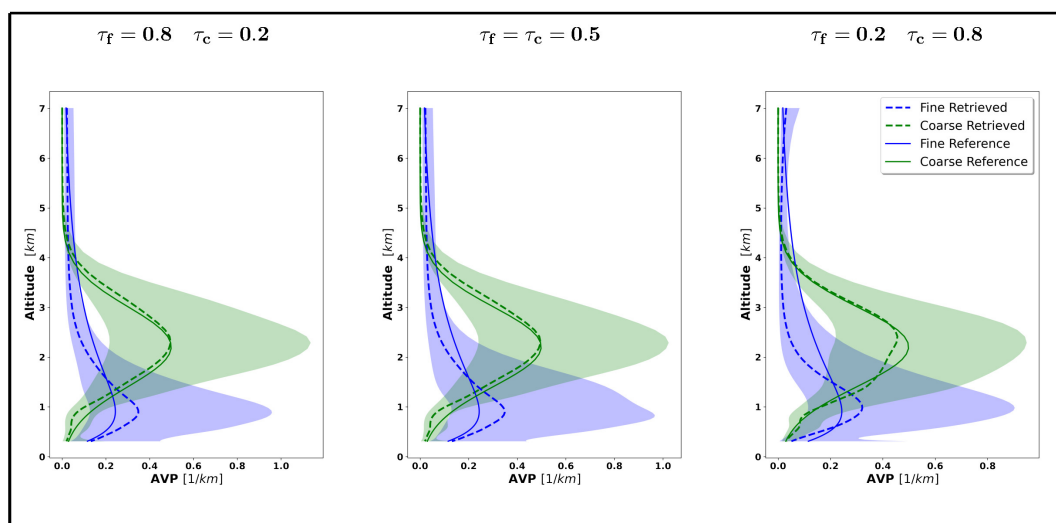 τf = 0.8 τc = 0.2
τf = τc = 0.5
τf = 0.2 τc = 0.8
7
6
5
4
3
2
1
0
Altitude [km]
0.0 0.2 0.4 0.6 0.8 1.0
AVP [1/km]
7
6
5
4
3
2
1
0
Altitude [km]
0.0 0.2 0.4 0.6 0.8 1.0
AVP [1/km]
7
6
5
4
3
2
1
0
Altitude [km]
0.0 0.2 0.4 0.6 0.8
AVP [1/km]
Fine Retrieved
Coarse Retrieved
Fine Reference
Coarse Reference